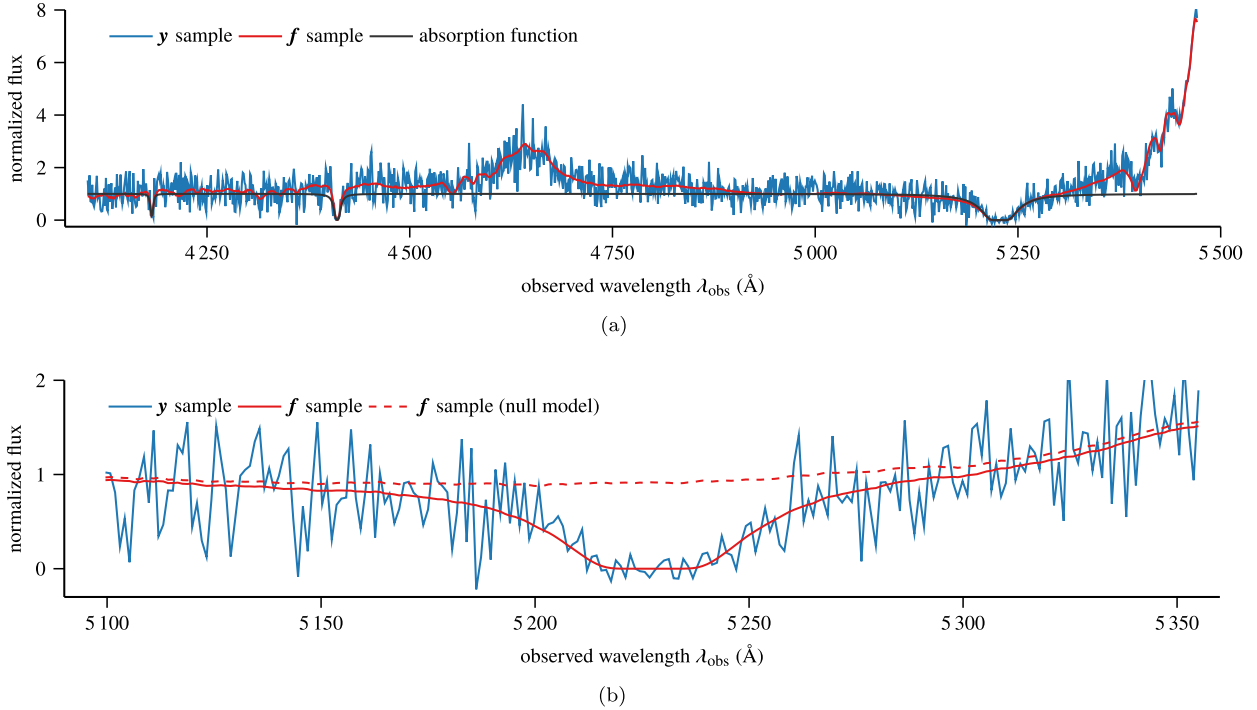 8
6
4
2
0
normalized flux
y sample f sample absorption function
4 250 4 500 4 750 5 000 5 250 5 500
observed wavelength λobs (Å)
(a)
2
1
0
normalized flux
y sample f sample f sample (null model)
5 100 5 150 5 200 5 250 5 300 5 350
observed wavelength λobs (Å)
(b)